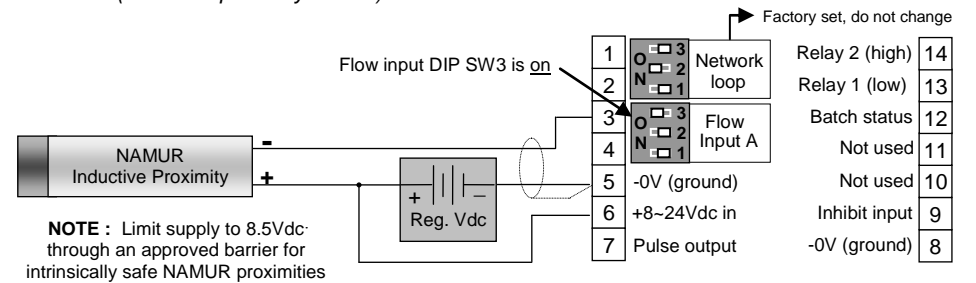 Factory set, do not change
Flow input DIP SW3 is on
1
2
3
4
5 -0V (ground)
6 +8~24Vdc in
7 Pulse output
O
N
3
2
1
Network
loop
O
N
3
2
1
Flow
Input A
Relay 2 (high) 14
Relay 1 (low) 13
Batch status 12
Not used 11
Not used 10
Inhibit input 9
-0V (ground) 8
NAMUR
Inductive Proximity
-
+
+ –
Reg. Vdc
NOTE : Limit supply to 8.5Vdc
through an approved barrier for
intrinsically safe NAMUR proximities